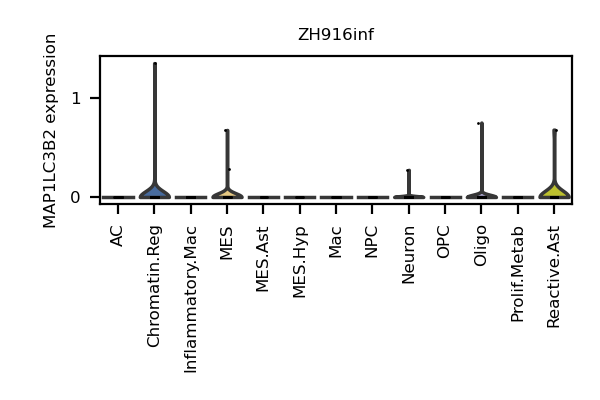 ZH916inf
MAP1LC3B2 expression
1
0
AC
Chromatin.Reg
Inflammatory.Mac
MES
MES.Ast
MES.Hyp
Mac
NPC
Neuron
OPC
Oligo
Prolif.Metab
Reactive.Ast